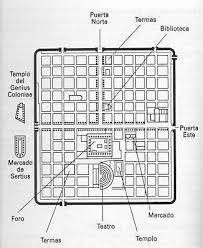 Puerta
Norte
Termas
Biblioteca
Templo
del
Genius
Coloniae
Puerta
Este
Mercado
de
Sertius
Foro
Mercado
Termas
Teatro
Templo